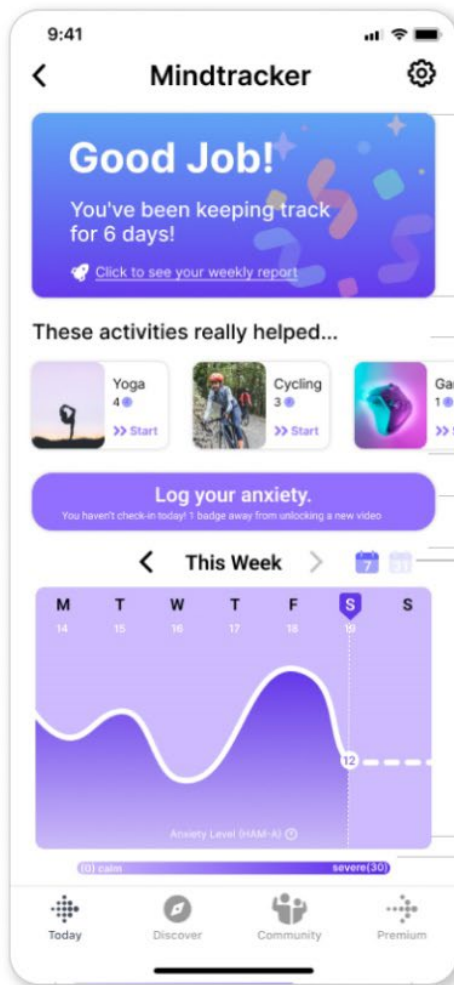 9:41
Mindtracker
Good Job!
You've been keeping track
for 6 days!
Click to see your weekly report
These activities really helped...
Yoga
4
Start
Cycling
3
Start
Ga
1
Log your anxiety.
You haven't check-in today! 1 badge away from unlocking a new video
This Week
7 31
M T W T F S S
14 15 16 17 18 19
12
Anxiety Level (HAM-A) ?
(0) calm severe(30)
Today Discover Community Premium